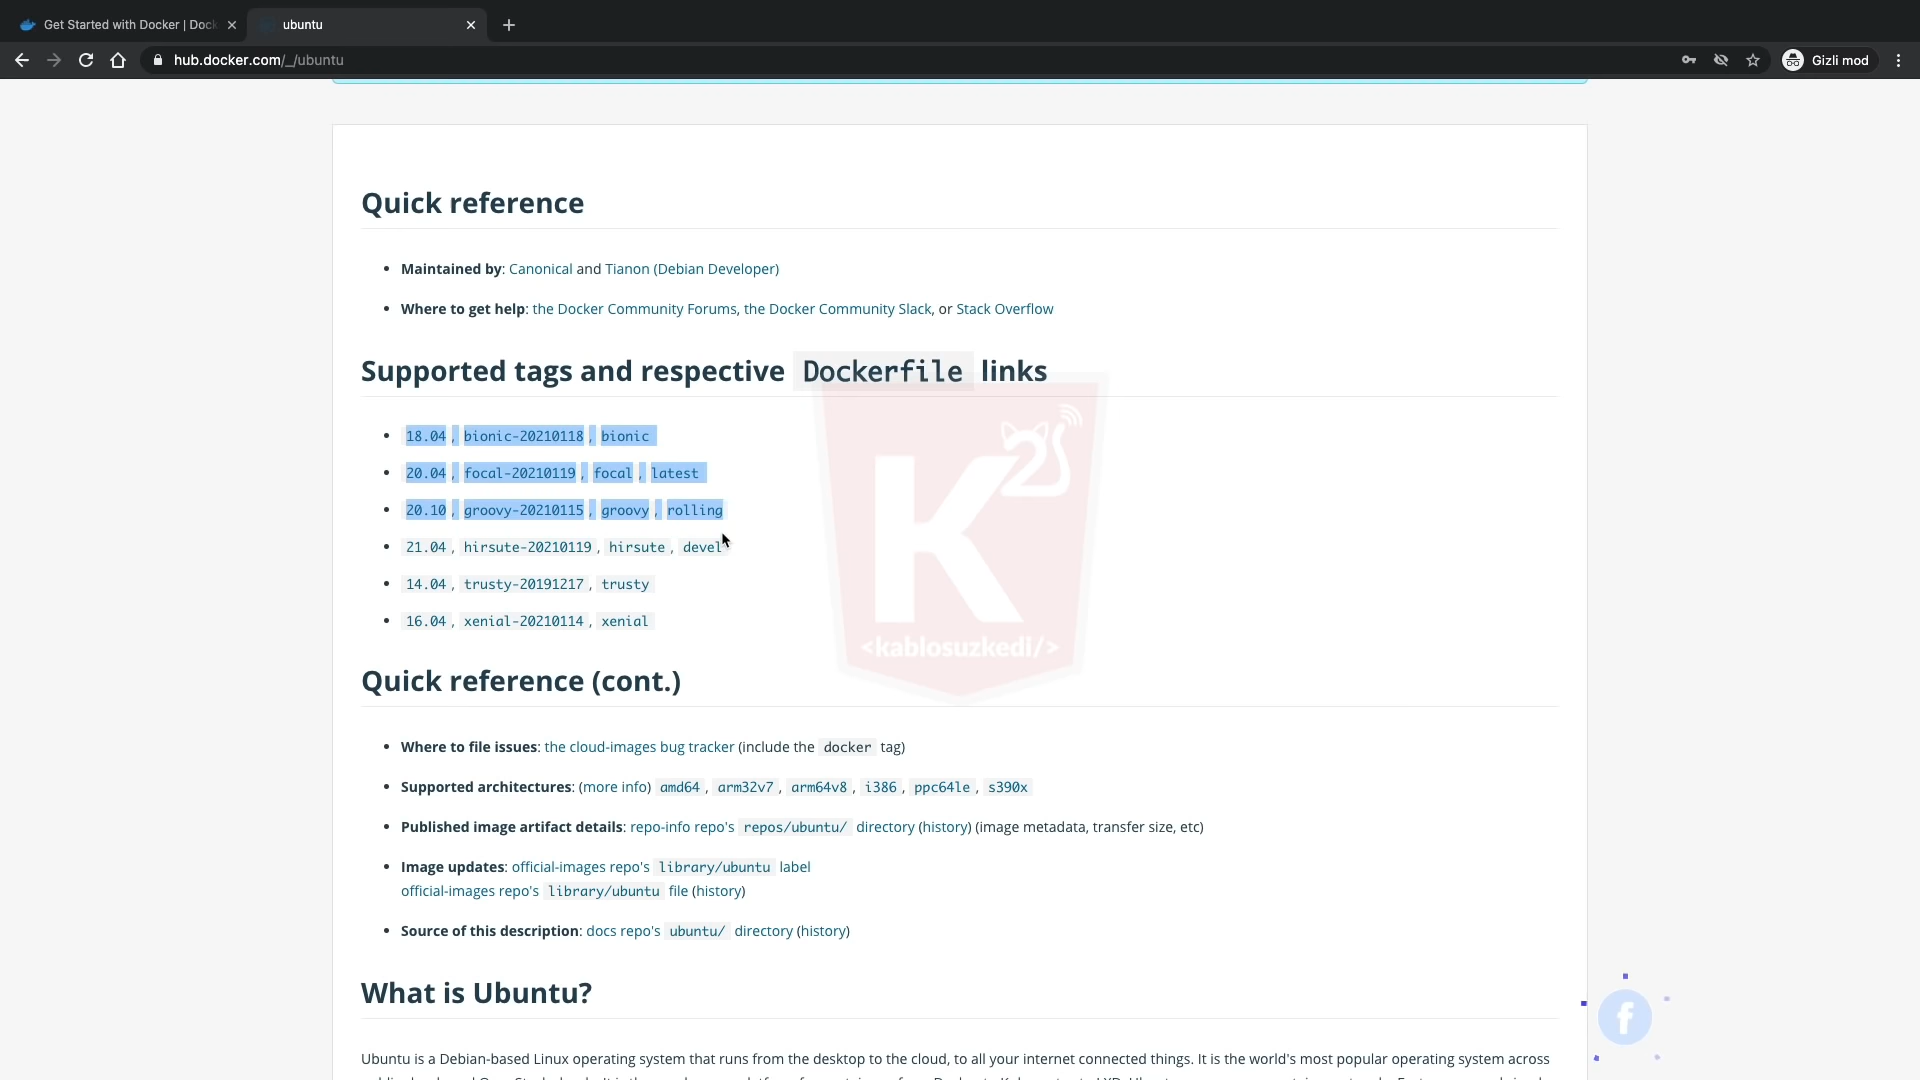 Get Started with Docker | Dock
ubuntu
hub.docker.com/_/ubuntu
Gizli mod
Quick reference
Maintained by: Canonical and Tianon (Debian Developer)
Where to get help: the Docker Community Forums, the Docker Community Slack, or Stack Overflow
Supported tags and respective Dockerfile links
18.04, bionic-20210118, bionic
20.04, focal-20210119, focal, latest
20.10, groovy-20210115, groovy, rolling
21.04, hirsute-20210119, hirsute, devel
14.04, trusty-20191217, trusty
16.04, xenial-20210114, xenial
K
<kablosuzkedi/>
Quick reference (cont.)
Where to file issues: the cloud-images bug tracker (include the docker tag)
Supported architectures: (more info) amd64, arm32v7, arm64v8, i386, ppc64le, s390x
Published image artifact details: repo-info repo's repos/ubuntu/ directory (history) (image metadata, transfer size, etc)
Image updates: official-images repo's library/ubuntu label
official-images repo's library/ubuntu file (history)
Source of this description: docs repo's ubuntu/ directory (history)
What is Ubuntu?
Ubuntu is a Debian-based Linux operating system that runs from the desktop to the cloud, to all your internet connected things. It is the world's most popular operating system across